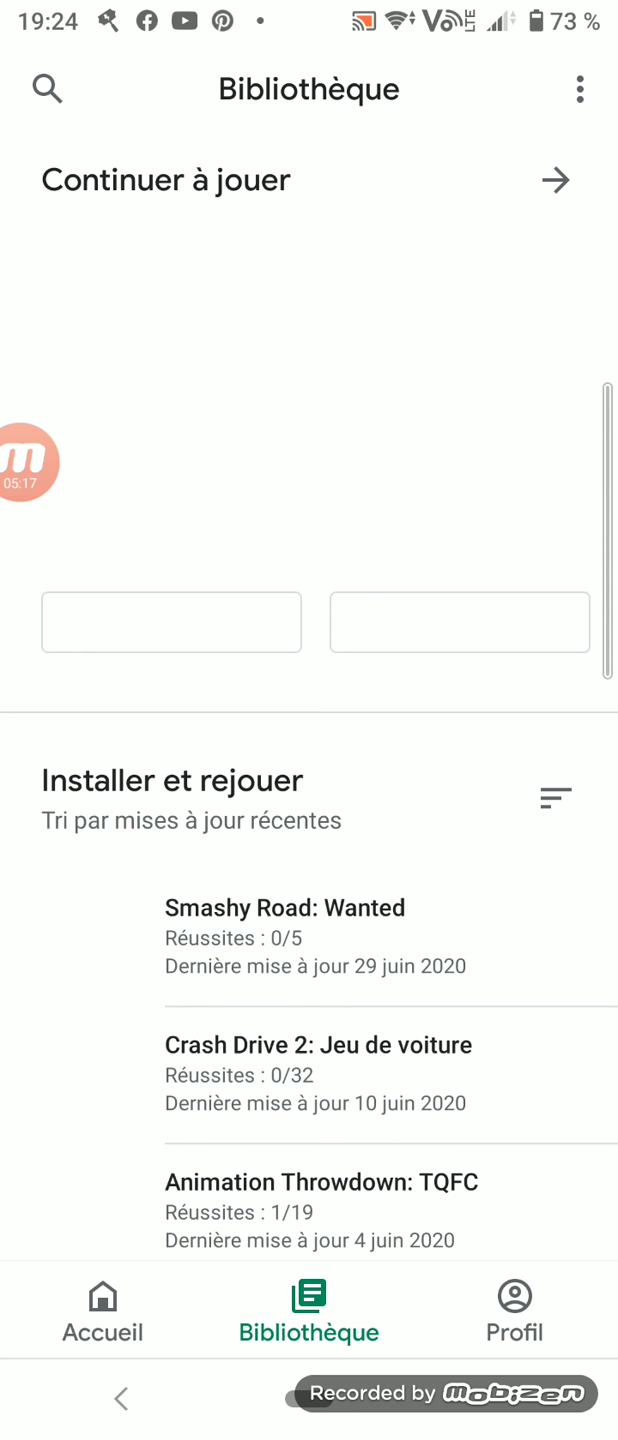 19:24
VoLTE
73 %
Bibliothèque
Continuer à jouer
m
05:17
Installer et rejouer
Tri par mises à jour récentes
Smashy Road: Wanted
Réussites : 0/5
Dernière mise à jour 29 juin 2020
Crash Drive 2: Jeu de voiture
Réussites : 0/32
Dernière mise à jour 10 juin 2020
Animation Throwdown: TQFC
Réussites : 1/19
Dernière mise à jour 4 juin 2020
Accueil
Bibliothèque
Profil
Recorded by mobizen